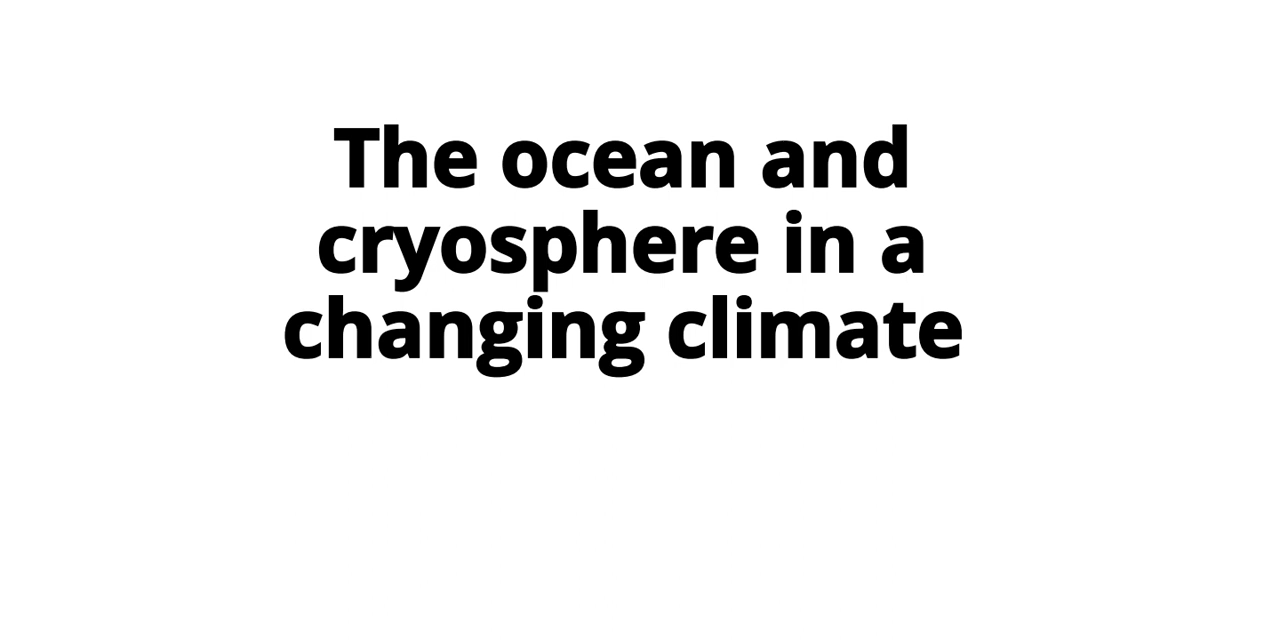 The ocean and
cryosphere in a
changing climate